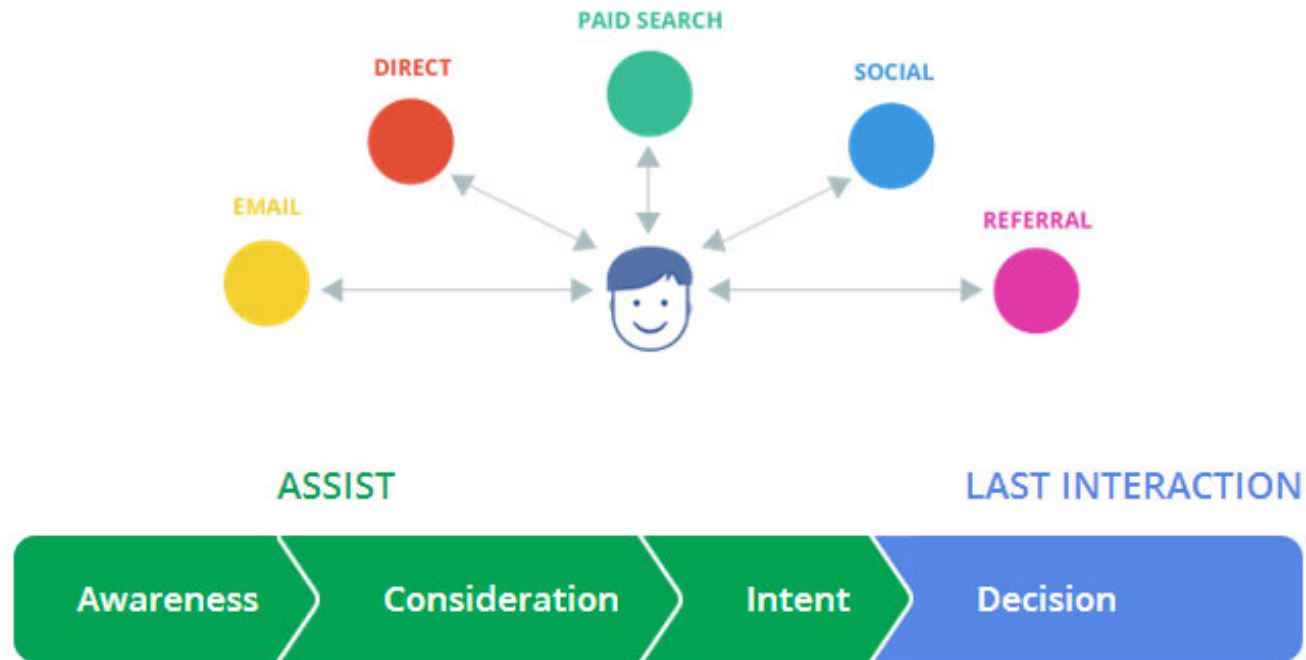 PAID SEARCH
DIRECT
SOCIAL
EMAIL
REFERRAL
ASSIST
LAST INTERACTION
Awareness
Consideration
Intent
Decision